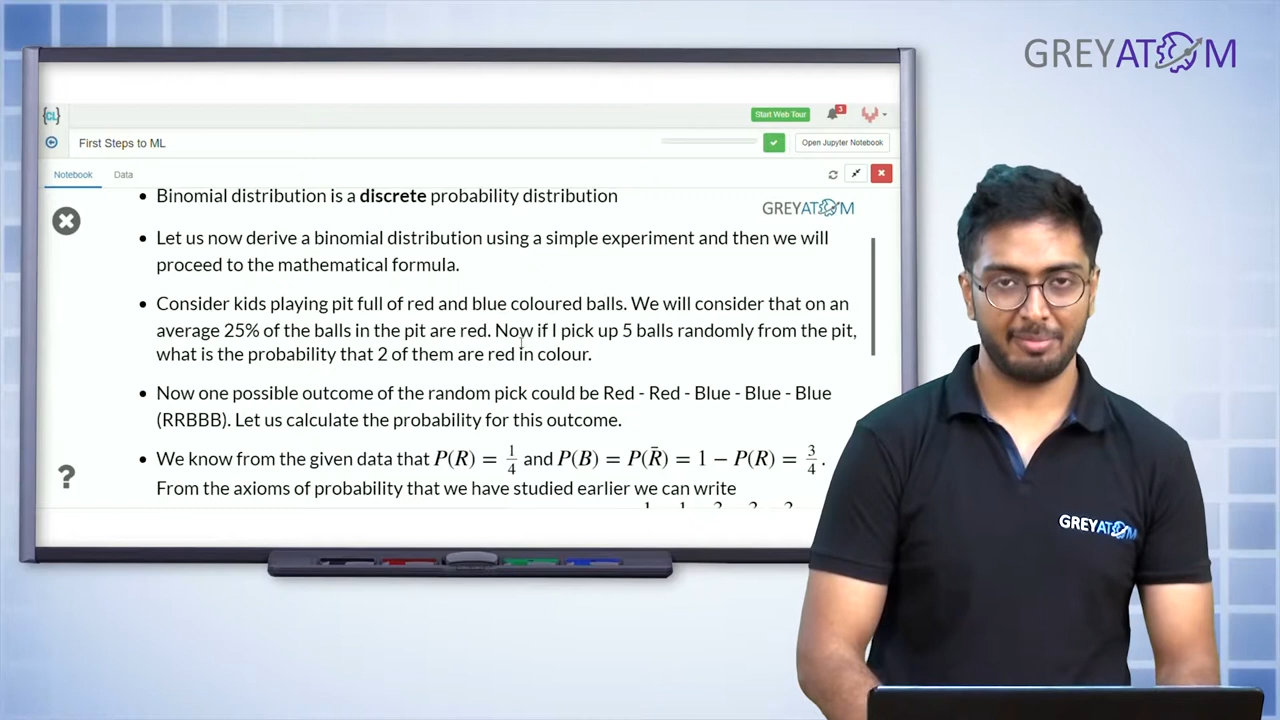 GREYATOM
{CL}
Start Web Tour
3
First Steps to ML
Open Jupyter Notebook
Notebook
Data
• Binomial distribution is a discrete probability distribution
GREYATOM
• Let us now derive a binomial distribution using a simple experiment and then we will
proceed to the mathematical formula.
• Consider kids playing pit full of red and blue coloured balls. We will consider that on an
average 25% of the balls in the pit are red. Now if I pick up 5 balls randomly from the pit,
what is the probability that 2 of them are red in colour.
• Now one possible outcome of the random pick could be Red - Red - Blue - Blue - Blue
(RRBBB). Let us calculate the probability for this outcome.
?
• We know from the given data that P(R) = 1/4 and P(B) = P(R̄) = 1 − P(R) = 3/4.
From the axioms of probability that we have studied earlier we can write
GREYATOM